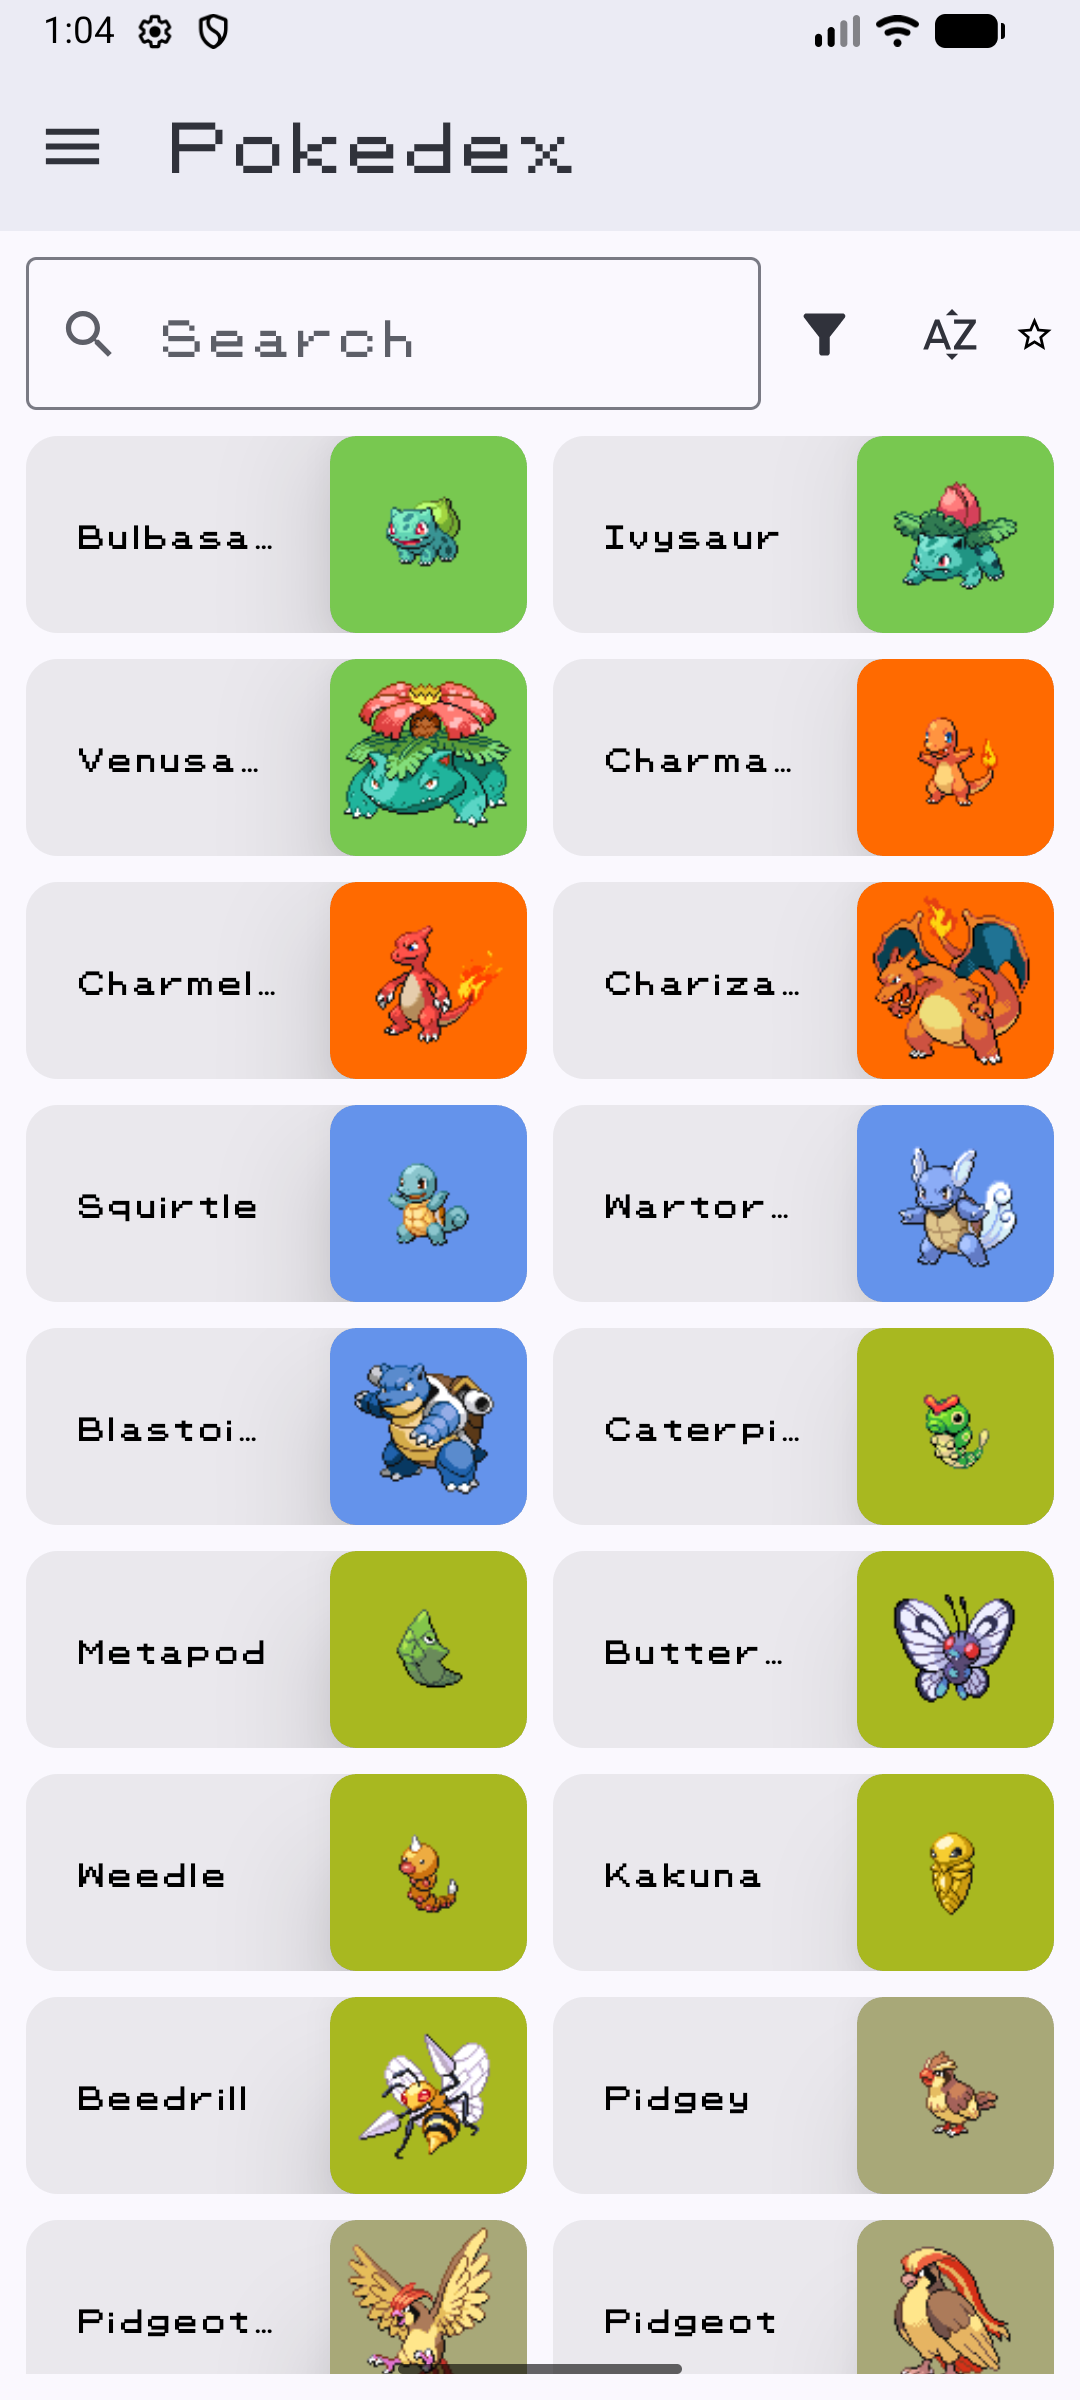 1:04
Pokedex
Search
AZ
Bulbasa…
Ivysaur
Venusa…
Charma…
Charmel…
Chariza…
Squirtle
Wartor…
Blastoi…
Caterpi…
Metapod
Butter…
Weedle
Kakuna
Beedrill
Pidgey
Pidgeot…
Pidgeot